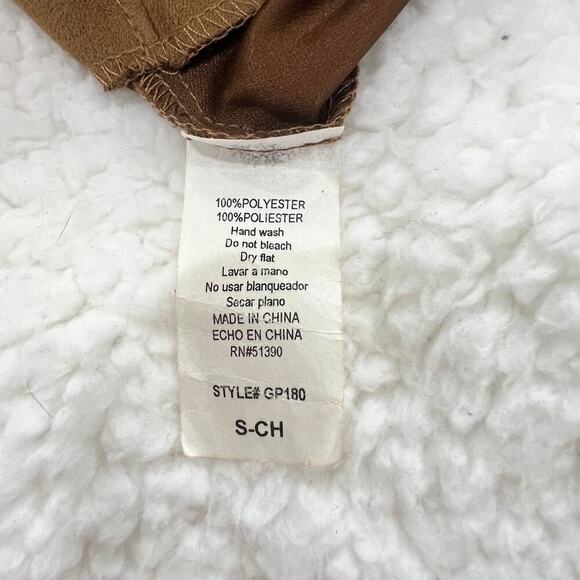 100%POLYESTER
100%POLIESTER
Hand wash
Do not bleach
Dry flat
Lavar a mano
No usar blanqueador
Secar plano
MADE IN CHINA
ECHO EN CHINA
RN#51390
STYLE# GP180
S-CH